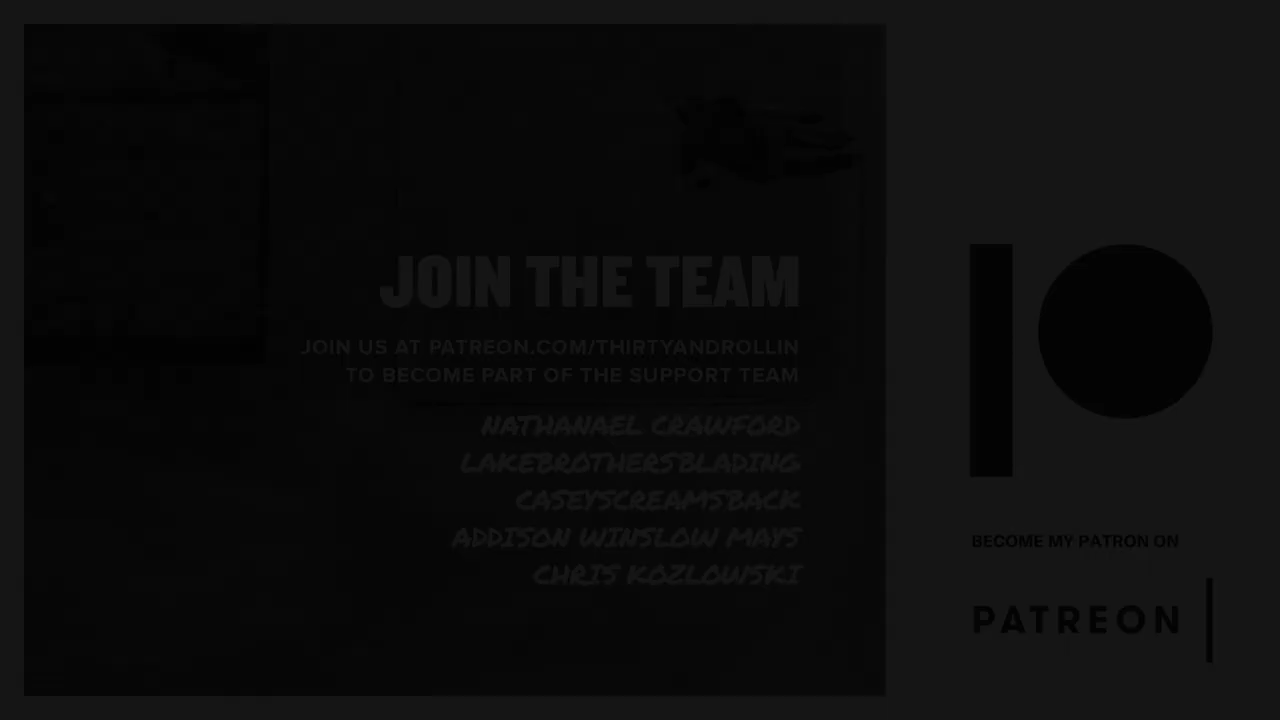 JOIN THE TEAM
JOIN US AT PATREON.COM/THIRTYANDROLLIN
TO BECOME PART OF THE SUPPORT TEAM
NATHANAEL CRAWFORD
LAKEBROTHERSBLADING
CASEYSCREAMSBACK
ADDISON WINSLOW MAYS
CHRIS KOZLOWSKI
BECOME MY PATRON ON
PATREON